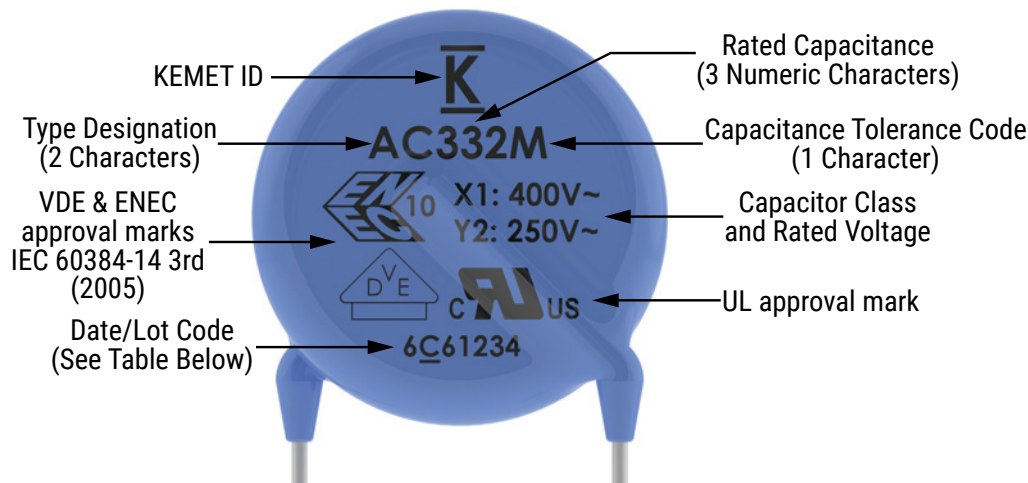 KEMET ID
K
Rated Capacitance
(3 Numeric Characters)
Type Designation
(2 Characters)
AC332M
Capacitance Tolerance Code
(1 Character)
VDE & ENEC
approval marks
IEC 60384-14 3rd
(2005)
EN
EC
10
X1: 400V~
Y2: 250V~
Capacitor Class
and Rated Voltage
D V E
C RU US
UL approval mark
Date/Lot Code
(See Table Below)
6C61234